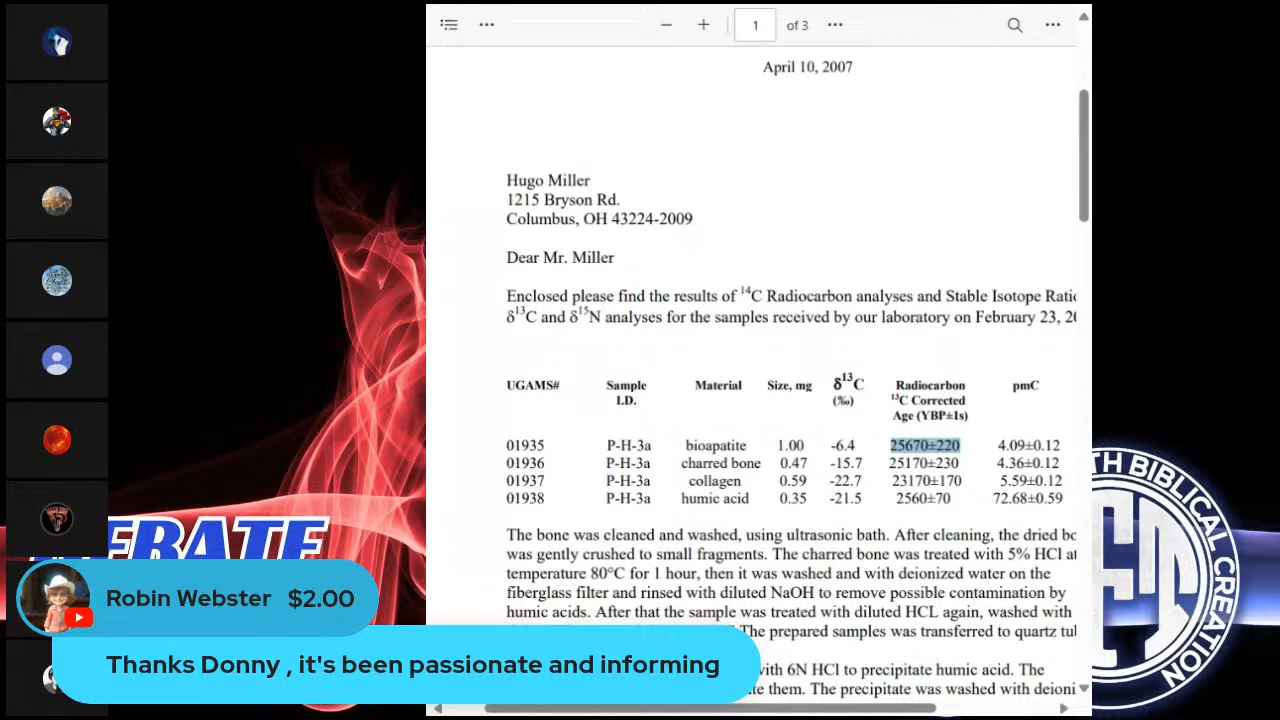 1 of 3
April 10, 2007
Hugo Miller
1215 Bryson Rd.
Columbus, OH 43224-2009
Dear Mr. Miller
Enclosed please find the results of ¹⁴C Radiocarbon analyses and Stable Isotope Ratio
δ¹³C and δ¹⁵N analyses for the samples received by our laboratory on February 23, 20
UGAMS# Sample I.D. Material Size, mg δ¹³C (‰) Radiocarbon ¹³C Corrected Age (YBP±1s) pmC
01935 P-H-3a bioapatite 1.00 -6.4 25670±220 4.09±0.12
01936 P-H-3a charred bone 0.47 -15.7 25170±230 4.36±0.12
01937 P-H-3a collagen 0.59 -22.7 23170±170 5.59±0.12
01938 P-H-3a humic acid 0.35 -21.5 2560±70 72.68±0.59
The bone was cleaned and washed, using ultrasonic bath. After cleaning, the dried bo
was gently crushed to small fragments. The charred bone was treated with 5% HCl at
temperature 80°C for 1 hour, then it was washed and with deionized water on the
fiberglass filter and rinsed with diluted NaOH to remove possible contamination by
humic acids. After that the sample was treated with diluted HCL again, washed with
The prepared samples was transferred to quartz tul
with 6N HCl to precipitate humic acid. The
te them. The precipitate was washed with deioni
Robin Webster $2.00
Thanks Donny , it's been passionate and informing
BIBLICAL CREATION